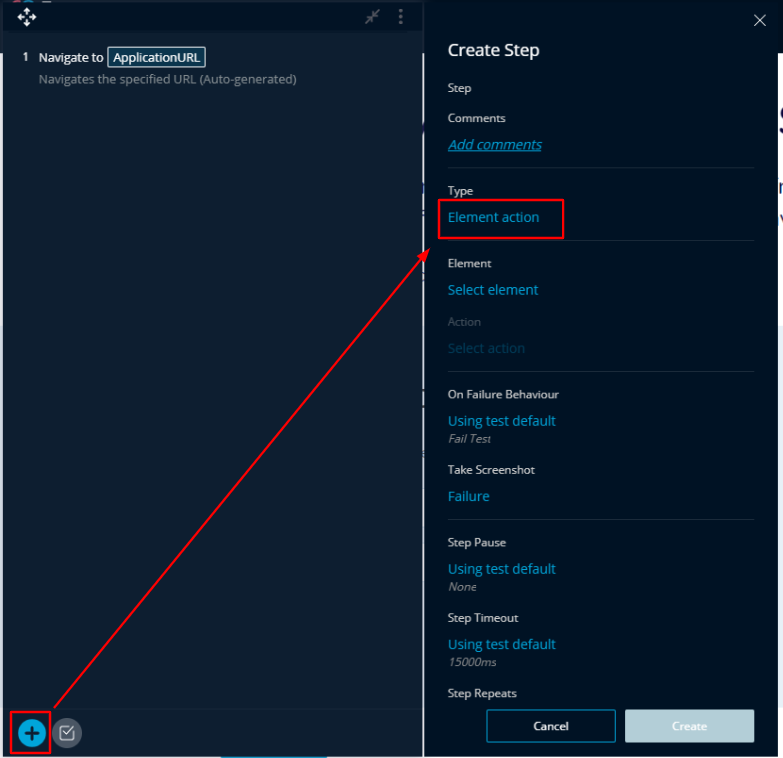 1 Navigate to ApplicationURL
Navigates the specified URL (Auto-generated)
Create Step
Step
Comments
Add comments
Type
Element action
Element
Select element
Action
Select action
On Failure Behaviour
Using test default
Fail Test
Take Screenshot
Failure
Step Pause
Using test default
None
Step Timeout
Using test default
15000ms
Step Repeats
Cancel
Create